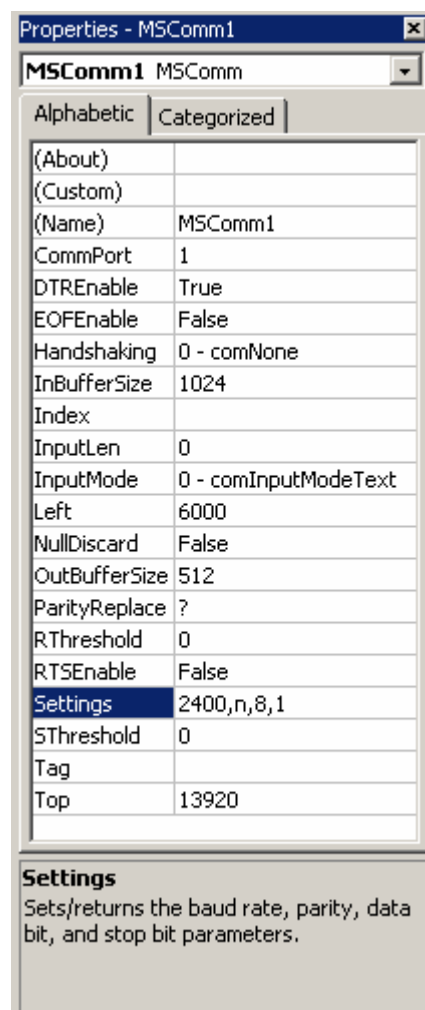 Properties - MSComm1
MSComm1 MSComm
Alphabetic Categorized
(About)
(Custom)
(Name) MSComm1
CommPort 1
DTREnable True
EOFEnable False
Handshaking 0 - comNone
InBufferSize 1024
Index
InputLen 0
InputMode 0 - comInputModeText
Left 6000
NullDiscard False
OutBufferSize 512
ParityReplace ?
RThreshold 0
RTSEnable False
Settings 2400,n,8,1
SThreshold 0
Tag
Top 13920
Settings
Sets/returns the baud rate, parity, data
bit, and stop bit parameters.